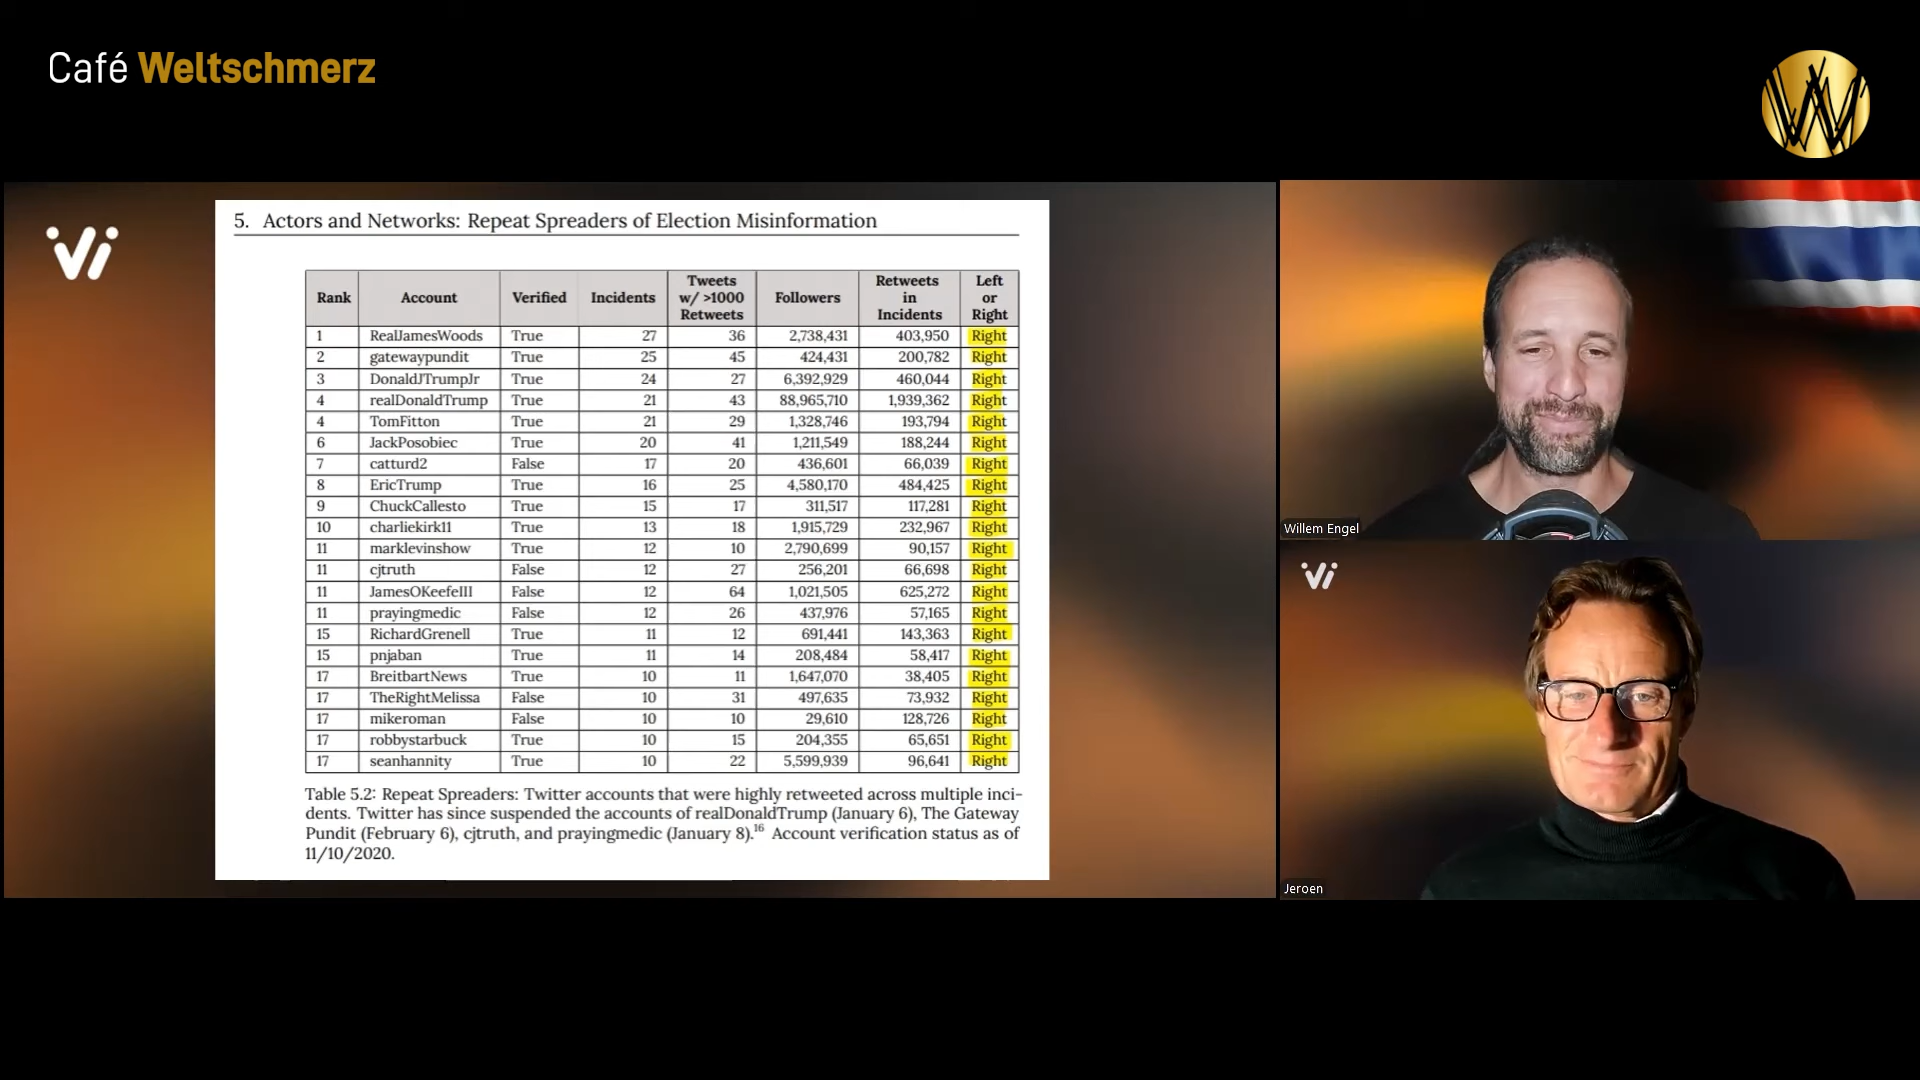 Café Weltschmerz
5. Actors and Networks: Repeat Spreaders of Election Misinformation
Rank Account Verified Incidents Tweets w/ >1000 Retweets Followers Retweets in Incidents Left or Right
1 RealJamesWoods True 27 36 2,738,431 403,950 Right
2 gatewaypundit True 25 45 424,431 200,782 Right
3 DonaldJTrumpJr True 24 27 6,392,929 460,044 Right
4 realDonaldTrump True 21 43 88,965,710 1,939,362 Right
4 TomFitton True 21 29 1,328,746 193,794 Right
6 JackPosobiec True 20 41 1,211,549 188,244 Right
7 catturd2 False 17 20 436,601 66,039 Right
8 EricTrump True 16 25 4,580,170 484,425 Right
9 ChuckCallesto True 15 17 311,517 117,281 Right
10 charliekirk11 True 13 18 1,915,729 232,967 Right
11 marklevinshow True 12 10 2,790,699 90,157 Right
11 cjtruth False 12 27 256,201 66,698 Right
11 JamesOKeefeIII False 12 64 1,021,505 625,272 Right
11 prayingmedic False 12 26 437,976 57,165 Right
15 RichardGrenell True 11 12 691,441 143,363 Right
15 pnjaban True 11 14 208,484 58,417 Right
17 BreitbartNews True 10 11 1,647,070 38,405 Right
17 TheRightMelissa False 10 31 497,635 73,932 Right
17 mikeroman False 10 10 29,610 128,726 Right
17 robbystarbuck True 10 15 204,355 65,651 Right
17 seanhannity True 10 22 5,599,939 96,641 Right
Table 5.2: Repeat Spreaders: Twitter accounts that were highly retweeted across multiple inci-
dents. Twitter has since suspended the accounts of realDonaldTrump (January 6), The Gateway
Pundit (February 6), cjtruth, and prayingmedic (January 8).16 Account verification status as of
11/10/2020.
Willem Engel
Jeroen